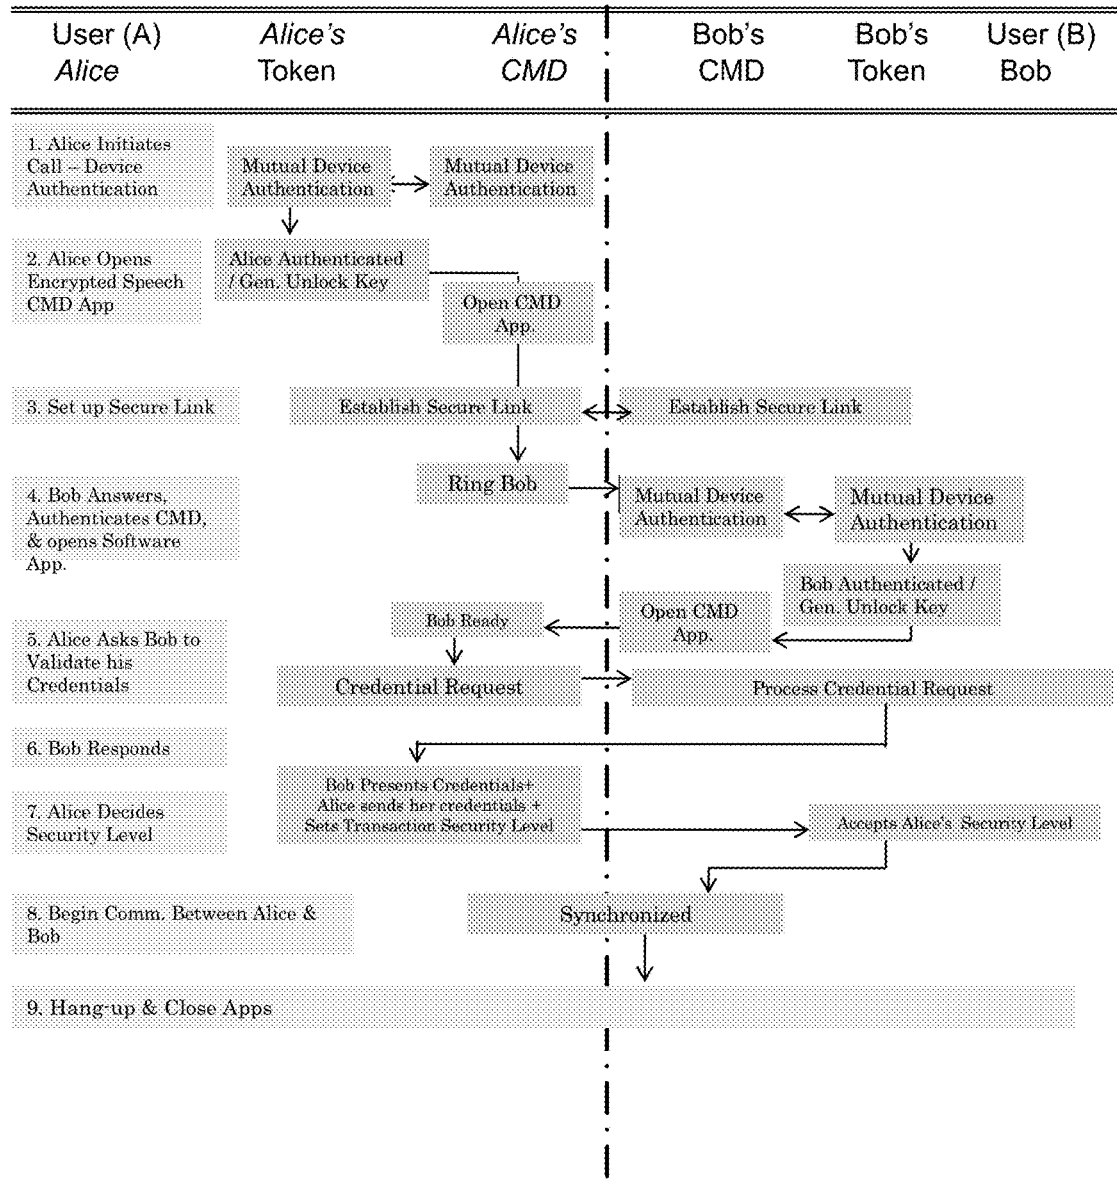 User (A)
Alice
Alice's
Token
Alice's
CMD
Bob's
CMD
Bob's
Token
User (B)
Bob
1. Alice Initiates
Call – Device
Authentication
Mutual Device
Authentication
Mutual Device
Authentication
2. Alice Opens
Encrypted Speech
CMD App
Alice Authenticated
/ Gen. Unlock Key
Open CMD
App.
3. Set up Secure Link
Establish Secure Link
Establish Secure Link
4. Bob Answers,
Authenticates CMD,
& opens Software
App.
Ring Bob
Mutual Device
Authentication
Mutual Device
Authentication
Bob Authenticated /
Gen. Unlock Key
Open CMD
App.
Bob Ready
5. Alice Asks Bob to
Validate his
Credentials
Credential Request
Process Credential Request
6. Bob Responds
Bob Presents Credentials+
Alice sends her credentials +
Sets Transaction Security Level
7. Alice Decides
Security Level
Accepts Alice's Security Level
8. Begin Comm. Between Alice &
Bob
Synchronized
9. Hang-up & Close Apps